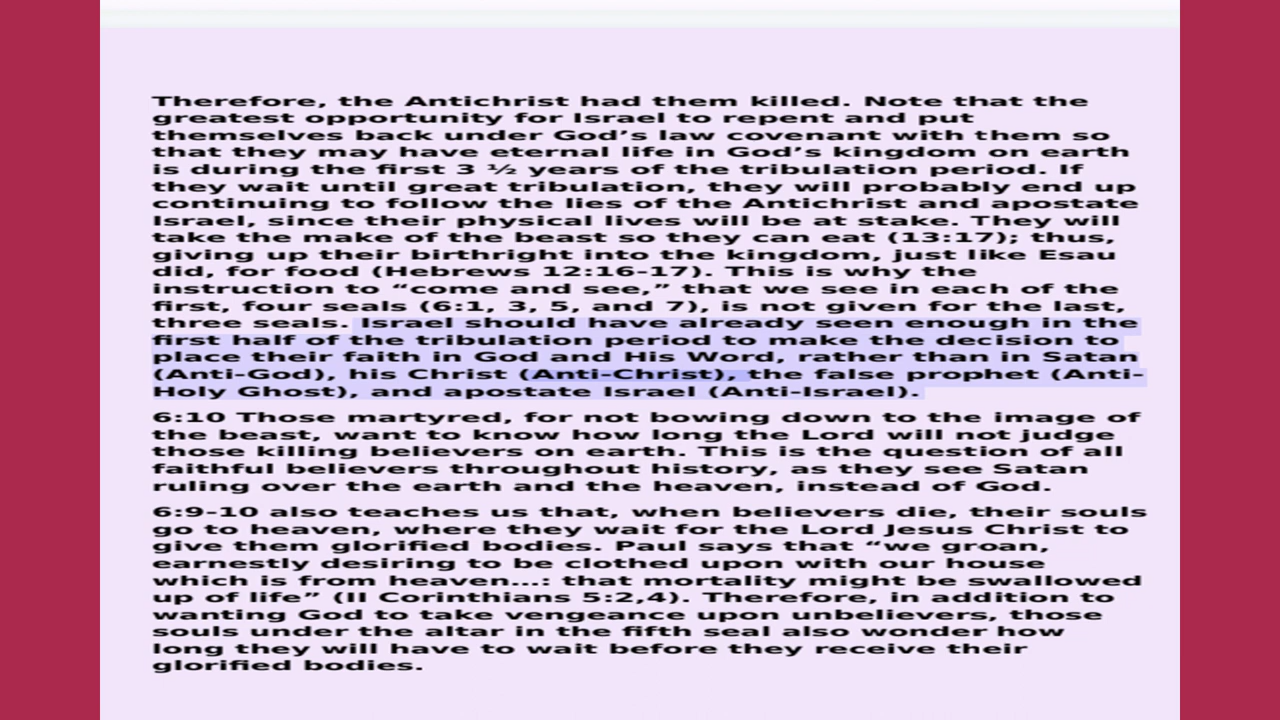 Therefore, the Antichrist had them killed. Note that the
greatest opportunity for Israel to repent and put
themselves back under God’s law covenant with them so
that they may have eternal life in God’s kingdom on earth
is during the first 3 ½ years of the tribulation period. If
they wait until great tribulation, they will probably end up
continuing to follow the lies of the Antichrist and apostate
Israel, since their physical lives will be at stake. They will
take the make of the beast so they can eat (13:17); thus,
giving up their birthright into the kingdom, just like Esau
did, for food (Hebrews 12:16-17). This is why the
instruction to “come and see,” that we see in each of the
first, four seals (6:1, 3, 5, and 7), is not given for the last,
three seals. Israel should have already seen enough in the
first half of the tribulation period to make the decision to
place their faith in God and His Word, rather than in Satan
(Anti-God), his Christ (Anti-Christ), the false prophet (Anti-
Holy Ghost), and apostate Israel (Anti-Israel).
6:10 Those martyred, for not bowing down to the image of
the beast, want to know how long the Lord will not judge
those killing believers on earth. This is the question of all
faithful believers throughout history, as they see Satan
ruling over the earth and the heaven, instead of God.
6:9-10 also teaches us that, when believers die, their souls
go to heaven, where they wait for the Lord Jesus Christ to
give them glorified bodies. Paul says that “we groan,
earnestly desiring to be clothed upon with our house
which is from heaven...: that mortality might be swallowed
up of life” (II Corinthians 5:2,4). Therefore, in addition to
wanting God to take vengeance upon unbelievers, those
souls under the altar in the fifth seal also wonder how
long they will have to wait before they receive their
glorified bodies.